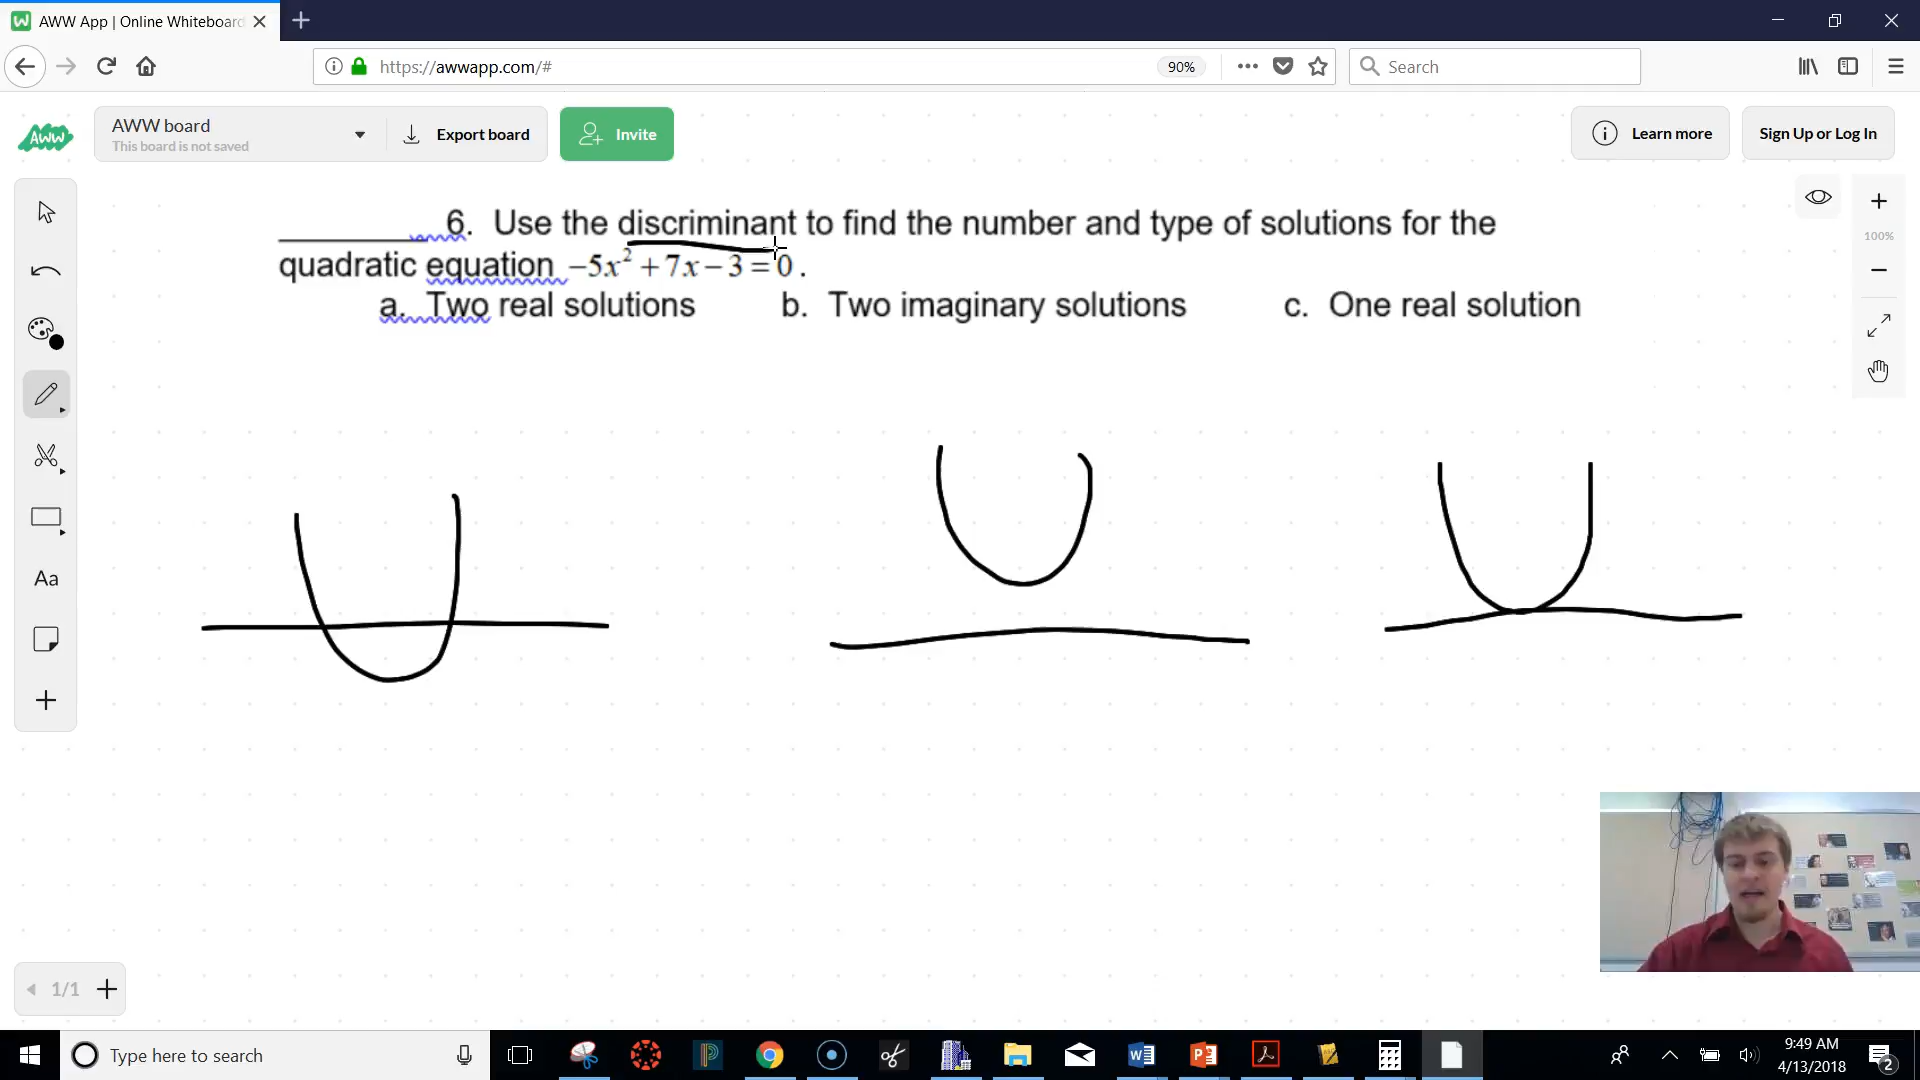 AWW App | Online Whiteboard
https://awwapp.com/#
90%
Search
AWW
AWW board
This board is not saved
Export board
Invite
Learn more
Sign Up or Log In
100%
______ 6. Use the discriminant to find the number and type of solutions for the
quadratic equation −5x² + 7x − 3 = 0 .
a. Two real solutions b. Two imaginary solutions c. One real solution
Aa
1/1
Type here to search
9:49 AM
4/13/2018
2